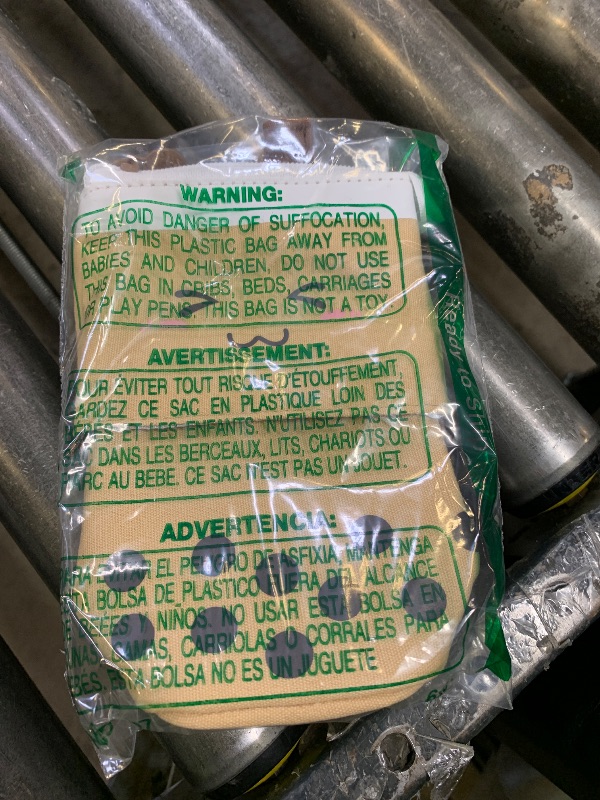 WARNING:
TO AVOID DANGER OF SUFFOCATION,
KEEP THIS PLASTIC BAG AWAY FROM
BABIES AND CHILDREN. DO NOT USE
THIS BAG IN CRIBS, BEDS, CARRIAGES
OR PLAY PENS. THIS BAG IS NOT A TOY
AVERTISSEMENT:
POUR ÉVITER TOUT RISQUE D'ÉTOUFFEMENT,
GARDEZ CE SAC EN PLASTIQUE LOIN DES
ET LES ENFANTS. N'UTILISEZ PAS CE
DANS LES BERCEAUX, LITS, CHARIOTS OU
PARC AU BEBE. CE SAC N'EST PAS UN JOUET.
ADVERTENCIA:
EL PELIGRO DE ASFIXIA, MANTENGA
BOLSA DE PLASTICO FUERA DEL ALCANCE
NIÑOS. NO USAR ESTA BOLSA EN
CAMAS, CARRIOLAS O CORRALES PARA
ESTA BOLSA NO ES UN JUGUETE
Ready to